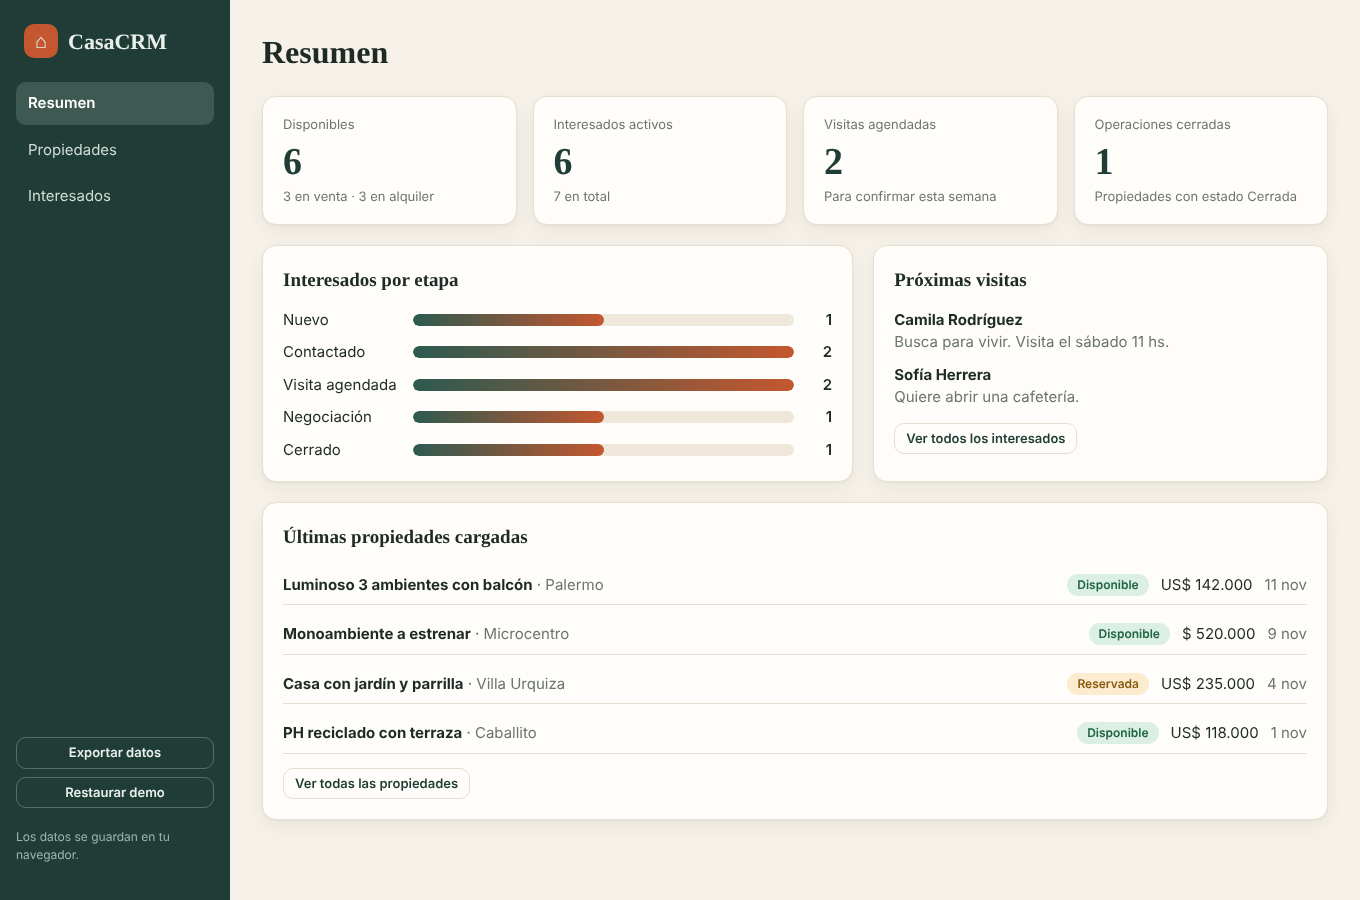 CasaCRM
Resumen
Propiedades
Interesados
Exportar datos
Restaurar demo
Los datos se guardan en tu
navegador.
Resumen
Disponibles
6
3 en venta · 3 en alquiler
Interesados activos
6
7 en total
Visitas agendadas
2
Para confirmar esta semana
Operaciones cerradas
1
Propiedades con estado Cerrada
Interesados por etapa
Nuevo 1
Contactado 2
Visita agendada 2
Negociación 1
Cerrado 1
Próximas visitas
Camila Rodríguez
Busca para vivir. Visita el sábado 11 hs.
Sofía Herrera
Quiere abrir una cafetería.
Ver todos los interesados
Últimas propiedades cargadas
Luminoso 3 ambientes con balcón · Palermo Disponible US$ 142.000 11 nov
Monoambiente a estrenar · Microcentro Disponible $ 520.000 9 nov
Casa con jardín y parrilla · Villa Urquiza Reservada US$ 235.000 4 nov
PH reciclado con terraza · Caballito Disponible US$ 118.000 1 nov
Ver todas las propiedades